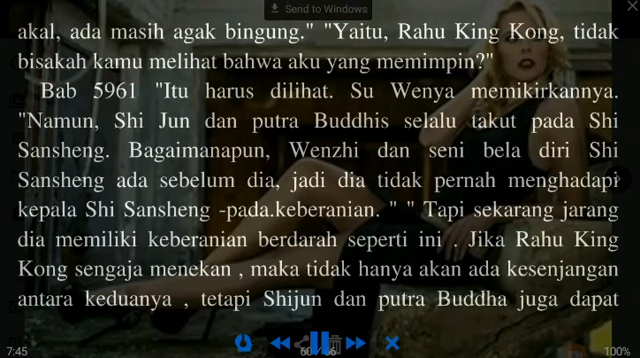 Send to Windows
akal, ada masih agak bingung." "Yaitu, Rahu King Kong, tidak
bisakah kamu melihat bahwa aku yang memimpin?"
Bab 5961 "Itu harus dilihat. Su Wenya memikirkannya.
"Namun, Shi Jun dan putra Buddhis selalu takut pada Shi
Sansheng. Bagaimanapun, Wenzhi dan seni bela diri Shi
Sansheng ada sebelum dia, jadi dia tidak pernah menghadapi
kepala Shi Sansheng -pada.keberanian. " " Tapi sekarang jarang
dia memiliki keberanian berdarah seperti ini . Jika Rahu King
Kong sengaja menekan , maka tidak hanya akan ada kesenjangan
antara keduanya , tetapi Shijun dan putra Buddha juga dapat
7:45
100%